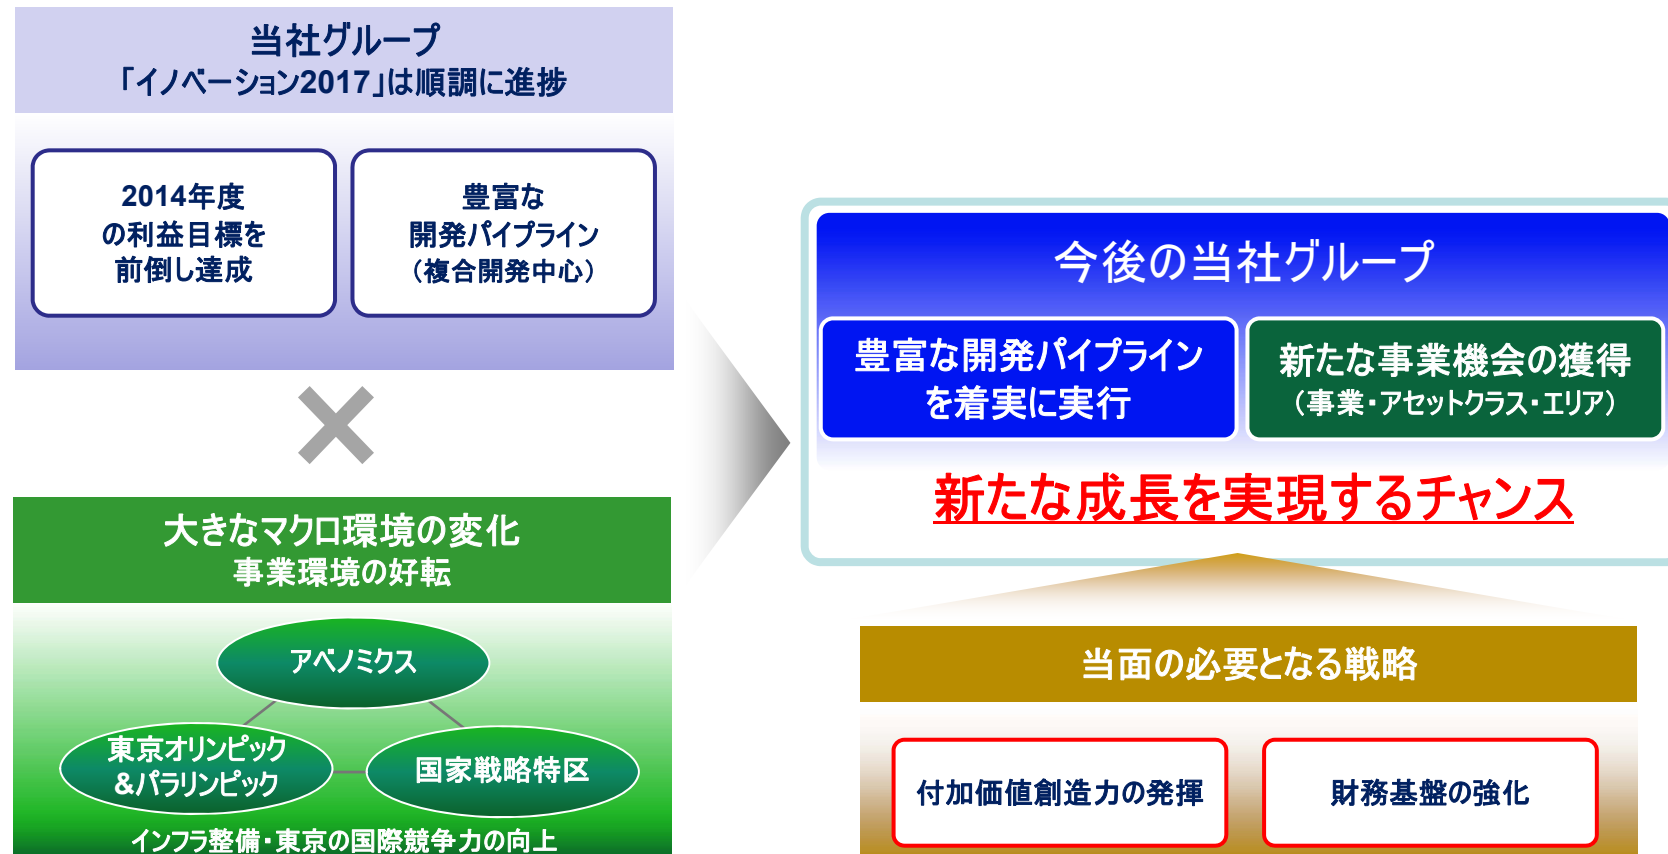 当社グループ
「イノベーション2017」は順調に進捗
2014年度
の利益目標を
前倒し達成
豊富な
開発パイプライン
（複合開発中心）
大きなマクロ環境の変化
事業環境の好転
アベノミクス
東京オリンピック
&パラリンピック
国家戦略特区
インフラ整備・東京の国際競争力の向上
今後の当社グループ
豊富な開発パイプライン
を着実に実行
新たな事業機会の獲得
（事業・アセットクラス・エリア）
新たな成長を実現するチャンス
当面の必要となる戦略
付加価値創造力の発揮
財務基盤の強化